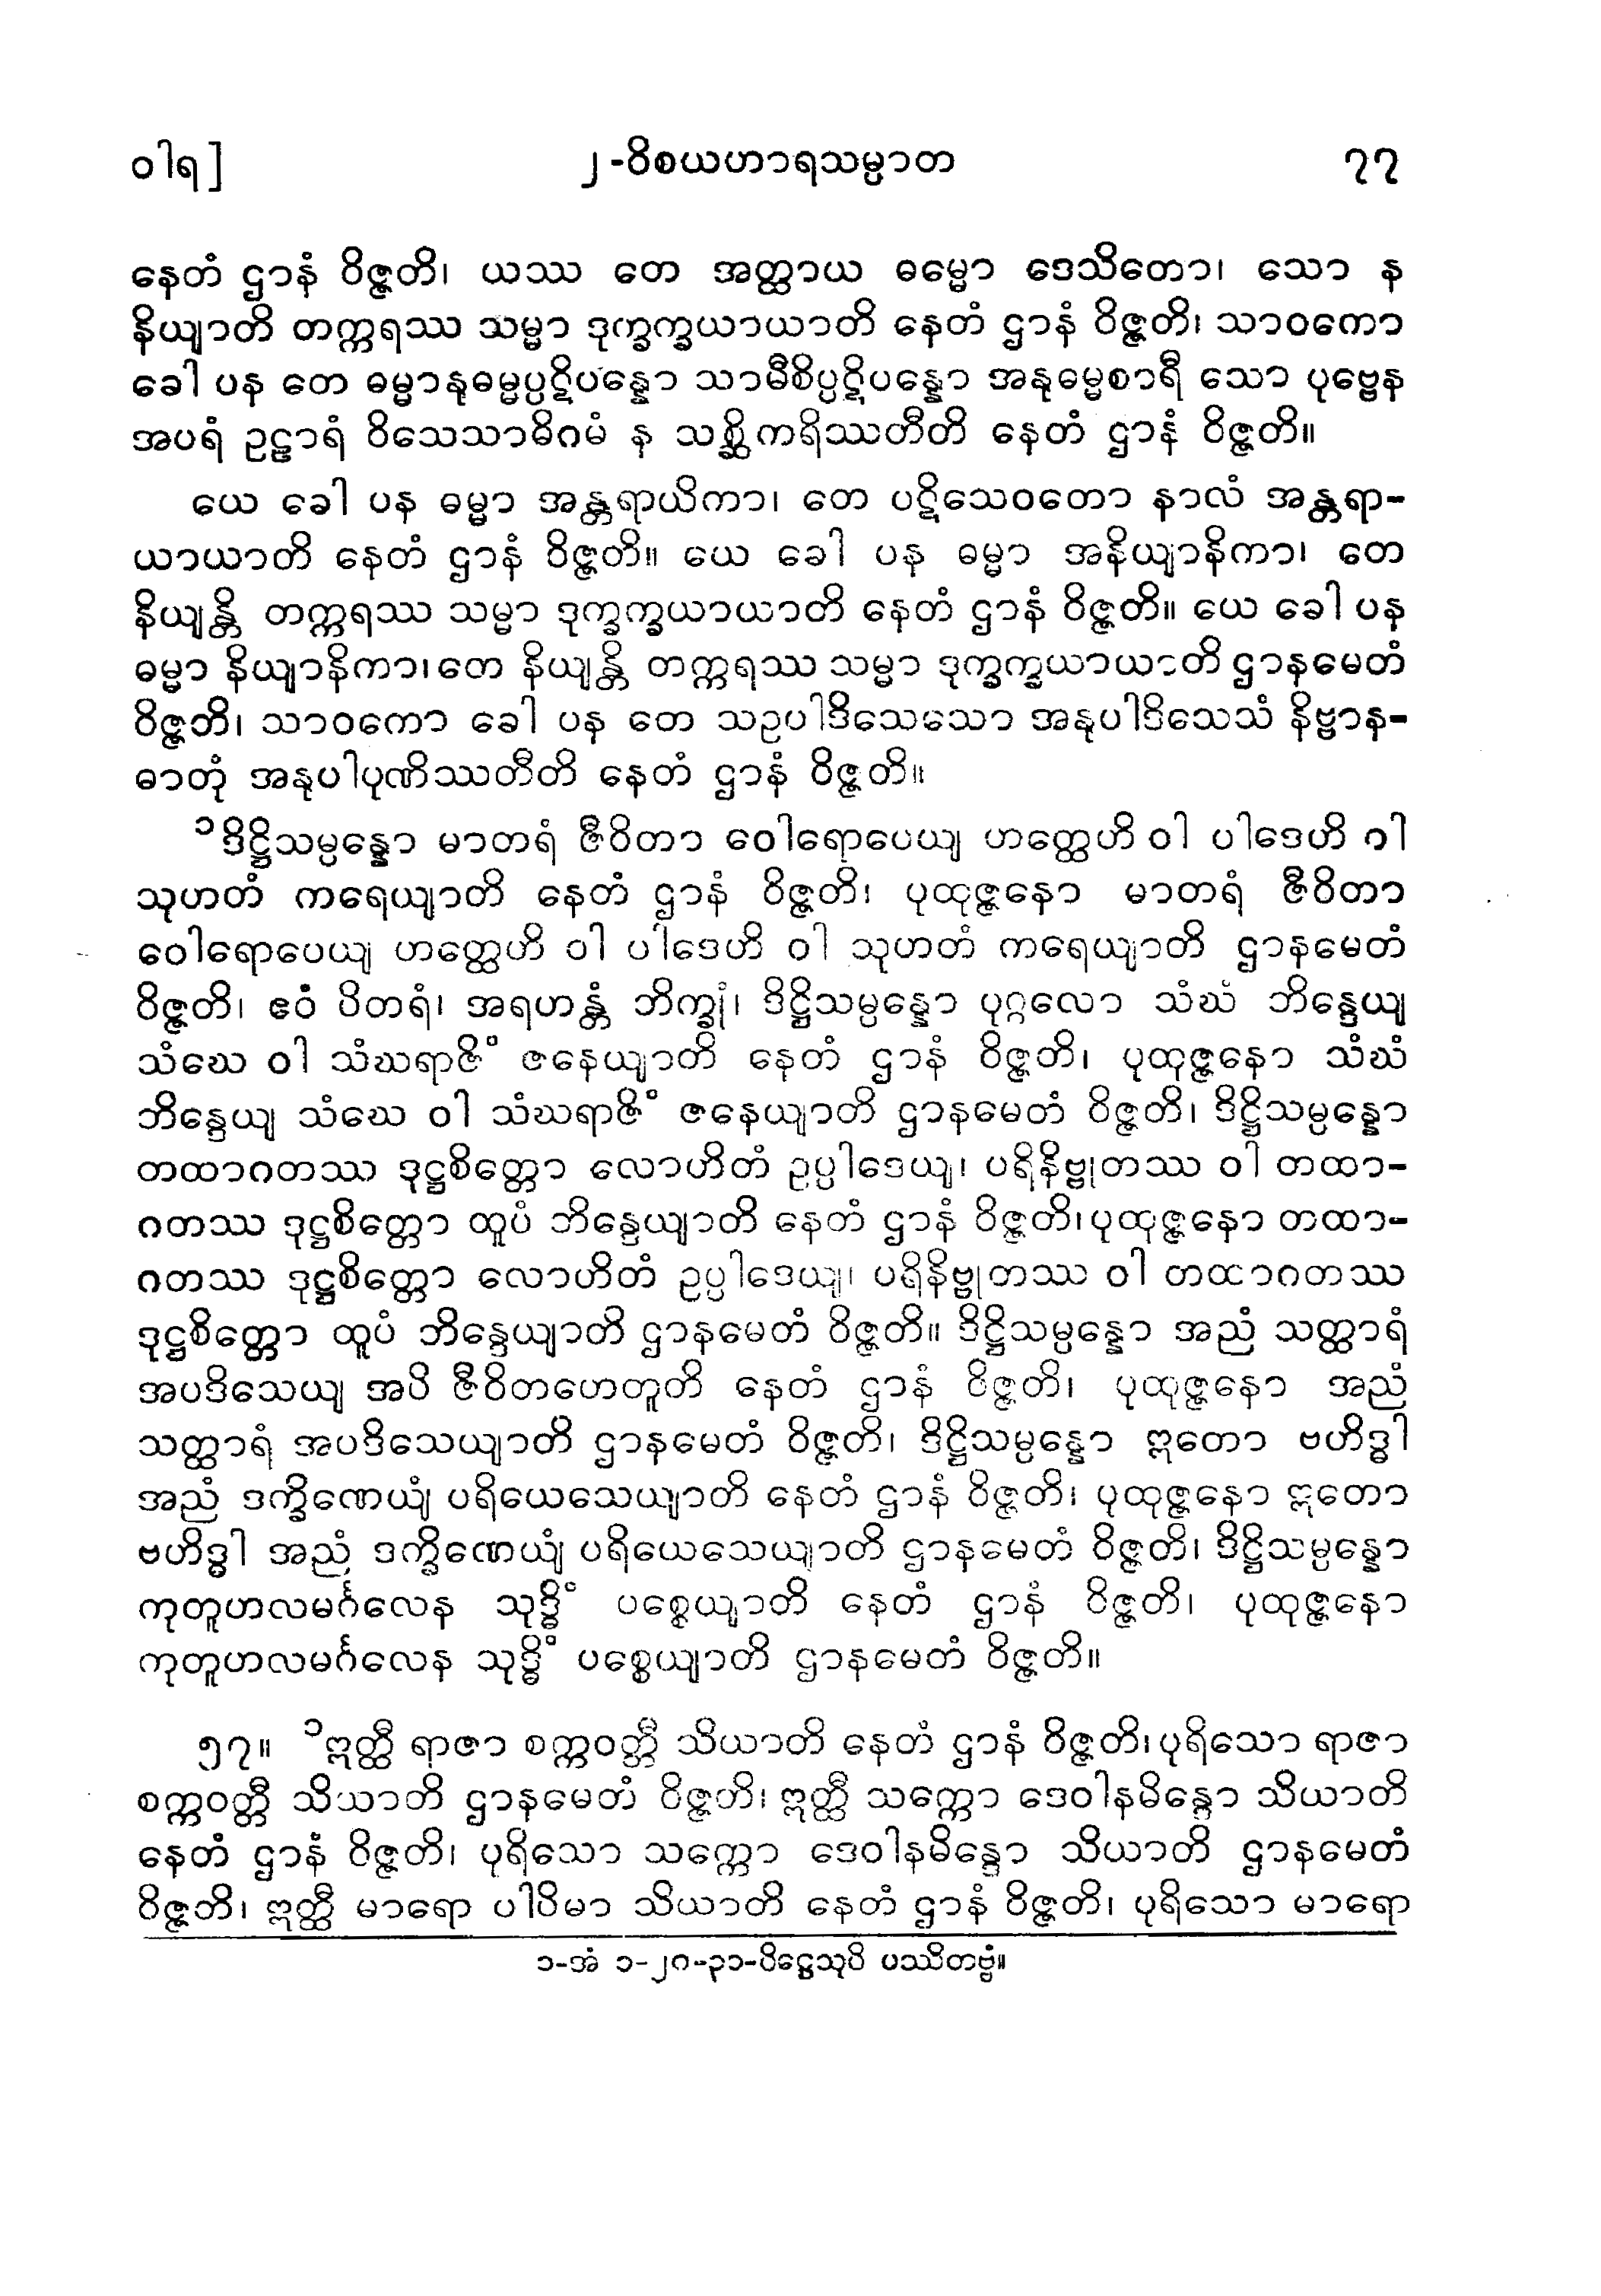 ဝါရ]
၂-ဝိစယဟာရသမ္ပာတ
၇၇
နေတံ ဌာနံ ဝိဇ္ဇတိ၊ ယဿ တေ အတ္ထာယ ဓမ္မော ဒေသိတော၊ သော န
နိယျာတိ တက္ကရဿ သမ္မာ ဒုက္ခက္ခယာယာတိ နေတံ ဌာနံ ဝိဇ္ဇတိ၊ သာဝကော
ခေါ ပန တေ ဓမ္မာနုဓမ္မပ္ပဋိပန္နော သာမီစိပ္ပဋိပန္နော အနုဓမ္မစာရီ သော ပုဗ္ဗေန
အပရံ ဥဠာရံ ဝိသေသာဓိဂမံ န သစ္ဆိကရိဿတီတိ နေတံ ဌာနံ ဝိဇ္ဇတိ။
ယေ ခေါ ပန ဓမ္မာ အန္တရာယိကာ၊ တေ ပဋိသေဝတော နာလံ အန္တရာ-
ယာယာတိ နေတံ ဌာနံ ဝိဇ္ဇတိ။ ယေ ခေါ ပန ဓမ္မာ အနိယျာနိကာ၊ တေ
နိယျန္တိ တက္ကရဿ သမ္မာ ဒုက္ခက္ခယာယာတိ နေတံ ဌာနံ ဝိဇ္ဇတိ။ ယေ ခေါ ပန
ဓမ္မာ နိယျာနိကာ၊ တေ နိယျန္တိ တက္ကရဿ သမ္မာ ဒုက္ခက္ခယာယာတိ ဌာနမေတံ
ဝိဇ္ဇတိ၊ သာဝကော ခေါ ပန တေ သဥပါဒိသေသော အနုပါဒိသေသံ နိဗ္ဗာန-
ဓာတုံ အနုပါပုဏိဿတီတိ နေတံ ဌာနံ ဝိဇ္ဇတိ။
၁ဒိဋ္ဌိသမ္ပန္နော မာတရံ ဇီဝိတာ ဝေါရောပေယျ ဟတ္ထေဟိ ဝါ ပါဒေဟိ ဂါ
သုဟတံ ကရေယျာတိ နေတံ ဌာနံ ဝိဇ္ဇတိ၊ ပုထုဇ္ဇနော မာတရံ ဇီဝိတာ
ဝေါရောပေယျ ဟတ္ထေဟိ ဝါ ပါဒေဟိ ဝါ သုဟတံ ကရေယျာတိ ဌာနမေတံ
ဝိဇ္ဇတိ၊ ဧဝံ ပိတရံ၊ အရဟန္တံ ဘိက္ခုံ၊ ဒိဋ္ဌိသမ္ပန္နော ပုဂ္ဂလော သံဃံ ဘိန္ဒေယျ
သံဃေ ဝါ သံဃရာဇိံ ဇနေယျာတိ နေတံ ဌာနံ ဝိဇ္ဇတိ၊ ပုထုဇ္ဇနော သံဃံ
ဘိန္ဒေယျ သံဃေ ဝါ သံဃရာဇိံ ဇနေယျာတိ ဌာနမေတံ ဝိဇ္ဇတိ၊ ဒိဋ္ဌိသမ္ပန္နော
တထာဂတဿ ဒုဋ္ဌစိတ္တော လောဟိတံ ဥပ္ပါဒေယျ၊ ပရိနိဗ္ဗုတဿ ဝါ တထာ-
ဂတဿ ဒုဋ္ဌစိတ္တော ထူပံ ဘိန္ဒေယျာတိ နေတံ ဌာနံ ဝိဇ္ဇတိ၊ ပုထုဇ္ဇနော တထာ-
ဂတဿ ဒုဋ္ဌစိတ္တော လောဟိတံ ဥပ္ပါဒေယျ၊ ပရိနိဗ္ဗုတဿ ဝါ တထာဂတဿ
ဒုဋ္ဌစိတ္တော ထူပံ ဘိန္ဒေယျာတိ ဌာနမေတံ ဝိဇ္ဇတိ။ ဒိဋ္ဌိသမ္ပန္နော အညံ သတ္ထာရံ
အပဒိသေယျ အပိ ဇီဝိတဟေတူတိ နေတံ ဌာနံ ဝိဇ္ဇတိ၊ ပုထုဇ္ဇနော အညံ
သတ္ထာရံ အပဒိသေယျာတိ ဌာနမေတံ ဝိဇ္ဇတိ၊ ဒိဋ္ဌိသမ္ပန္နော ဣတော ဗဟိဒ္ဓါ
အညံ ဒက္ခိဏေယျံ ပရိယေသေယျာတိ နေတံ ဌာနံ ဝိဇ္ဇတိ၊ ပုထုဇ္ဇနော ဣတော
ဗဟိဒ္ဓါ အညံ ဒက္ခိဏေယျံ ပရိယေသေယျာတိ ဌာနမေတံ ဝိဇ္ဇတိ၊ ဒိဋ္ဌိသမ္ပန္နော
ကုတူဟလမင်္ဂလေန သုဒ္ဓိံ ပစ္စေယျာတိ နေတံ ဌာနံ ဝိဇ္ဇတိ၊ ပုထုဇ္ဇနော
ကုတူဟလမင်္ဂလေန သုဒ္ဓိံ ပစ္စေယျာတိ ဌာနမေတံ ဝိဇ္ဇတိ။
၅၇။ ၁ဣတ္ထီ ရာဇာ စက္ကဝတ္တီ သိယာတိ နေတံ ဌာနံ ဝိဇ္ဇတိ၊ ပုရိသော ရာဇာ
စက္ကဝတ္တီ သိယာတိ ဌာနမေတံ ဝိဇ္ဇတိ၊ ဣတ္ထီ သက္ကော ဒေဝါနမိန္ဒော သိယာတိ
နေတံ ဌာနံ ဝိဇ္ဇတိ၊ ပုရိသော သက္ကော ဒေဝါနမိန္ဒော သိယာတိ ဌာနမေတံ
ဝိဇ္ဇတိ၊ ဣတ္ထီ မာရော ပါပိမာ သိယာတိ နေတံ ဌာနံ ဝိဇ္ဇတိ၊ ပုရိသော မာရော
၁-အံ ၁-၂၈-၃၁-ပိဋ္ဌေသုပိ ပဿိတဗ္ဗံ။